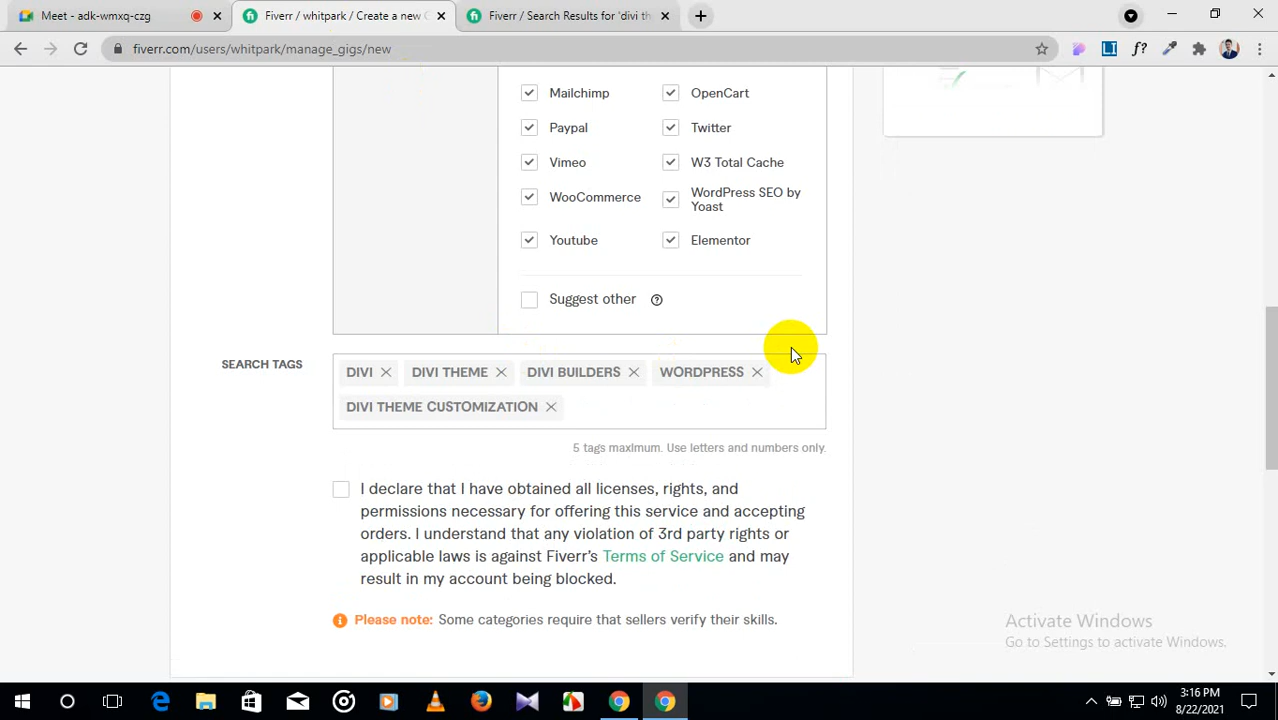 Meet - adk-wmxq-czg
Fiverr / whitpark / Create a new G
Fiverr / Search Results for 'divi th
fiverr.com/users/whitpark/manage_gigs/new
LI
f?
Mailchimp OpenCart
Paypal Twitter
Vimeo W3 Total Cache
WooCommerce WordPress SEO by
Yoast
Youtube Elementor
Suggest other ?
SEARCH TAGS
DIVI DIVI THEME DIVI BUILDERS WORDPRESS
DIVI THEME CUSTOMIZATION
5 tags maximum. Use letters and numbers only.
I declare that I have obtained all licenses, rights, and
permissions necessary for offering this service and accepting
orders. I understand that any violation of 3rd party rights or
applicable laws is against Fiverr's Terms of Service and may
result in my account being blocked.
Please note: Some categories require that sellers verify their skills.
Activate Windows
Go to Settings to activate Windows.
3:16 PM
8/22/2021